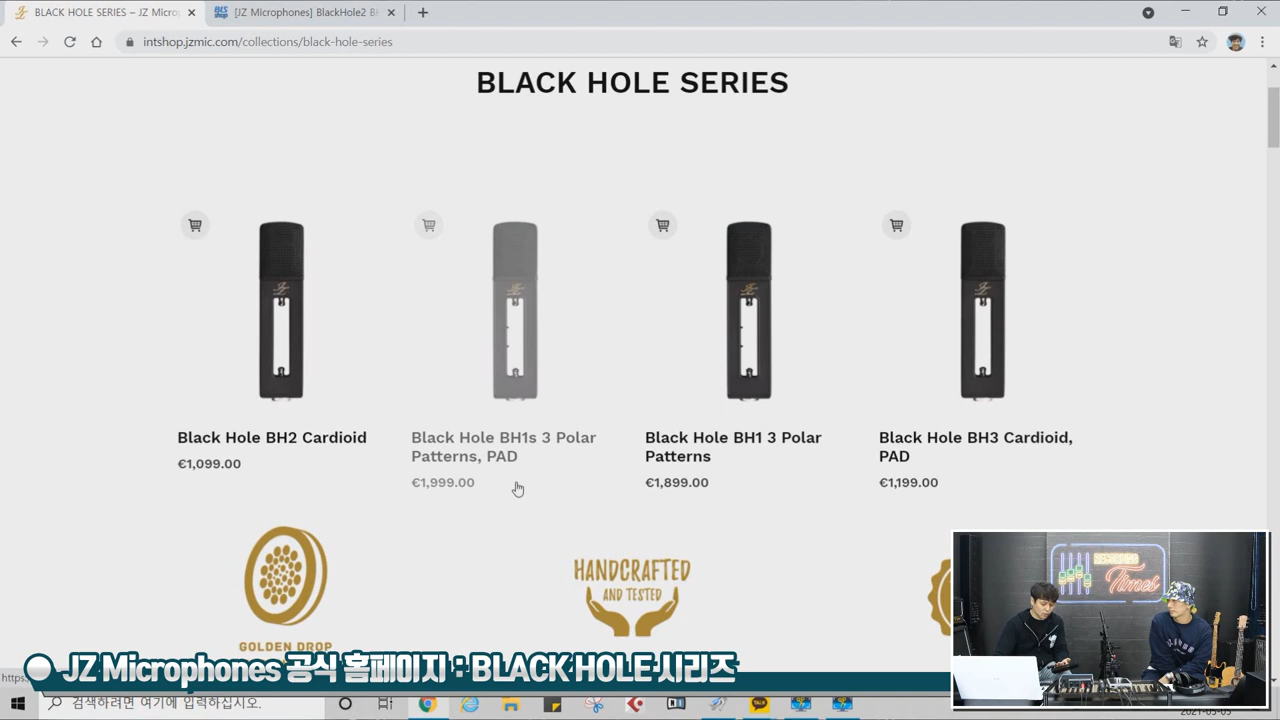 BLACK HOLE SERIES – JZ Microp
[JZ Microphones] BlackHole2 BH
intshop.jzmic.com/collections/black-hole-series
BLACK HOLE SERIES
Black Hole BH2 Cardioid
€1,099.00
Black Hole BH1s 3 Polar
Patterns, PAD
€1,999.00
Black Hole BH1 3 Polar
Patterns
€1,899.00
Black Hole BH3 Cardioid,
PAD
€1,199.00
GOLDEN DROP
HANDCRAFTED
AND TESTED
Times
https:
JZ Microphones 공식 홈페이지 : BLACK HOLE 시리즈
검색하려면 여기에 입력하십시오.